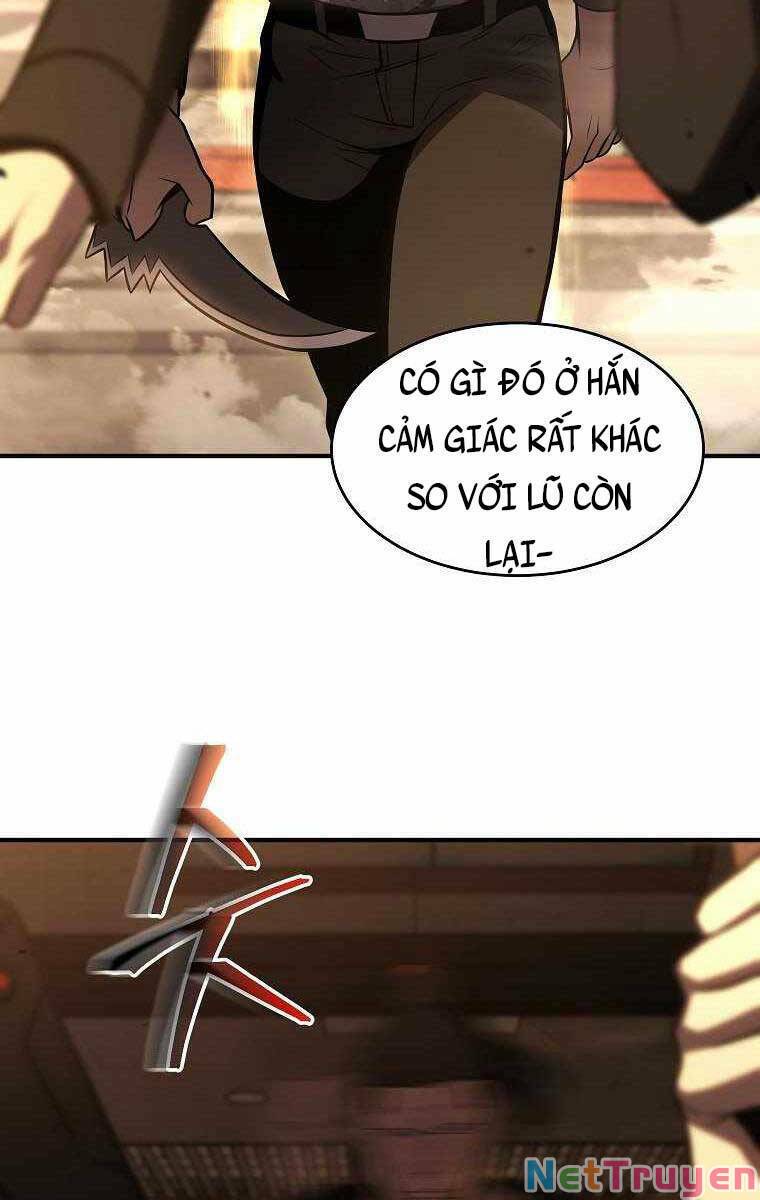 CÓ GÌ ĐÓ Ở HẮN
CẢM GIÁC RẤT KHÁC
SO VỚI LŨ CÒN
LẠI-
NetTruyen